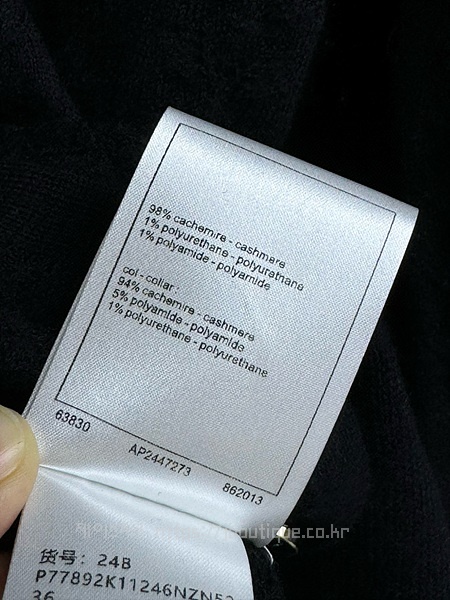 98% cachemire - cashmere
1% polyurethane - polyurethane
1% polyamide - polyamide
col - collar :
94% cachemire - cashmere
5% polyamide - polyamide
1% polyurethane - polyurethane
63830
AP2447273
862013
货号: 24B
36